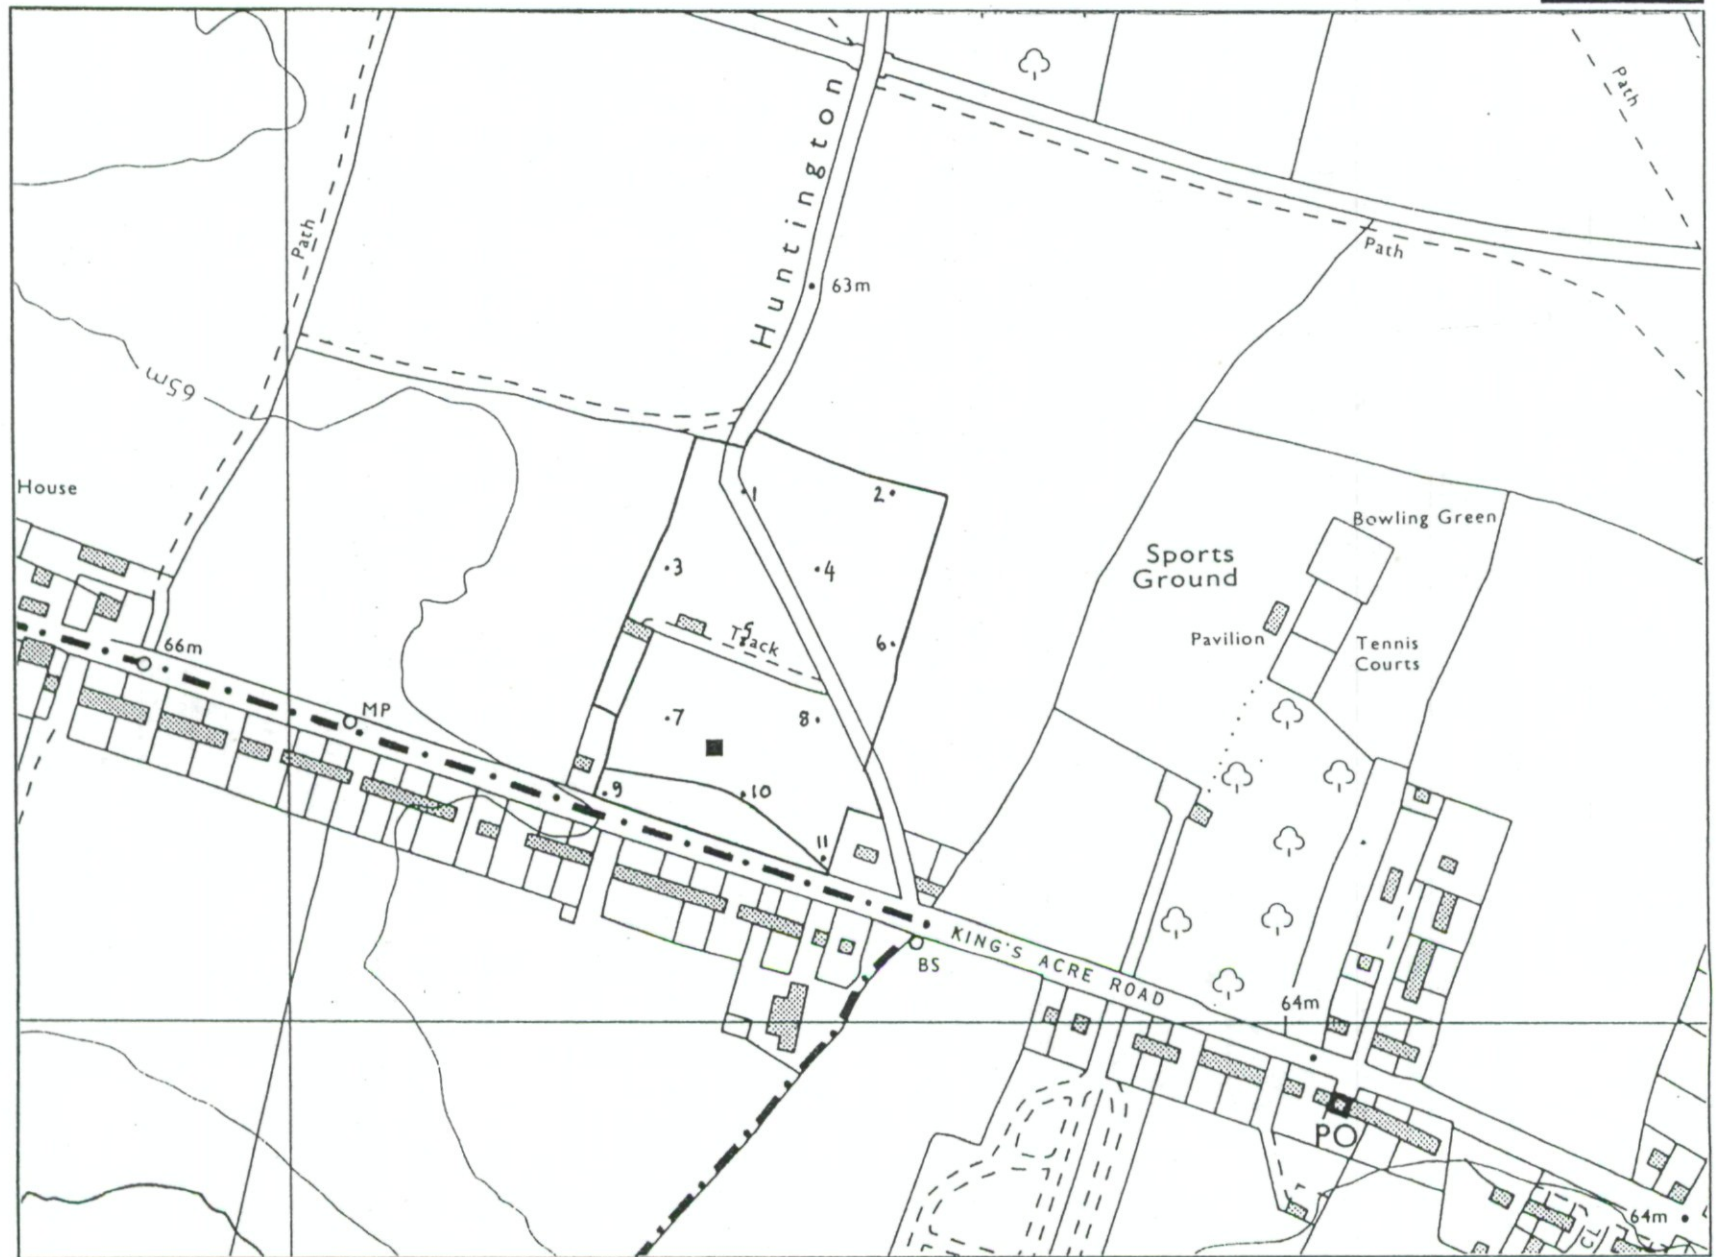 Path
Huntington
Path
63m
Path
65m
House
1
2
Bowling Green
Sports
Ground
3
4
5
Track
6
Pavilion
Tennis
Courts
66m
MP
7
8
9
10
11
KING'S ACRE ROAD
BS
64m
PO
64m
CL